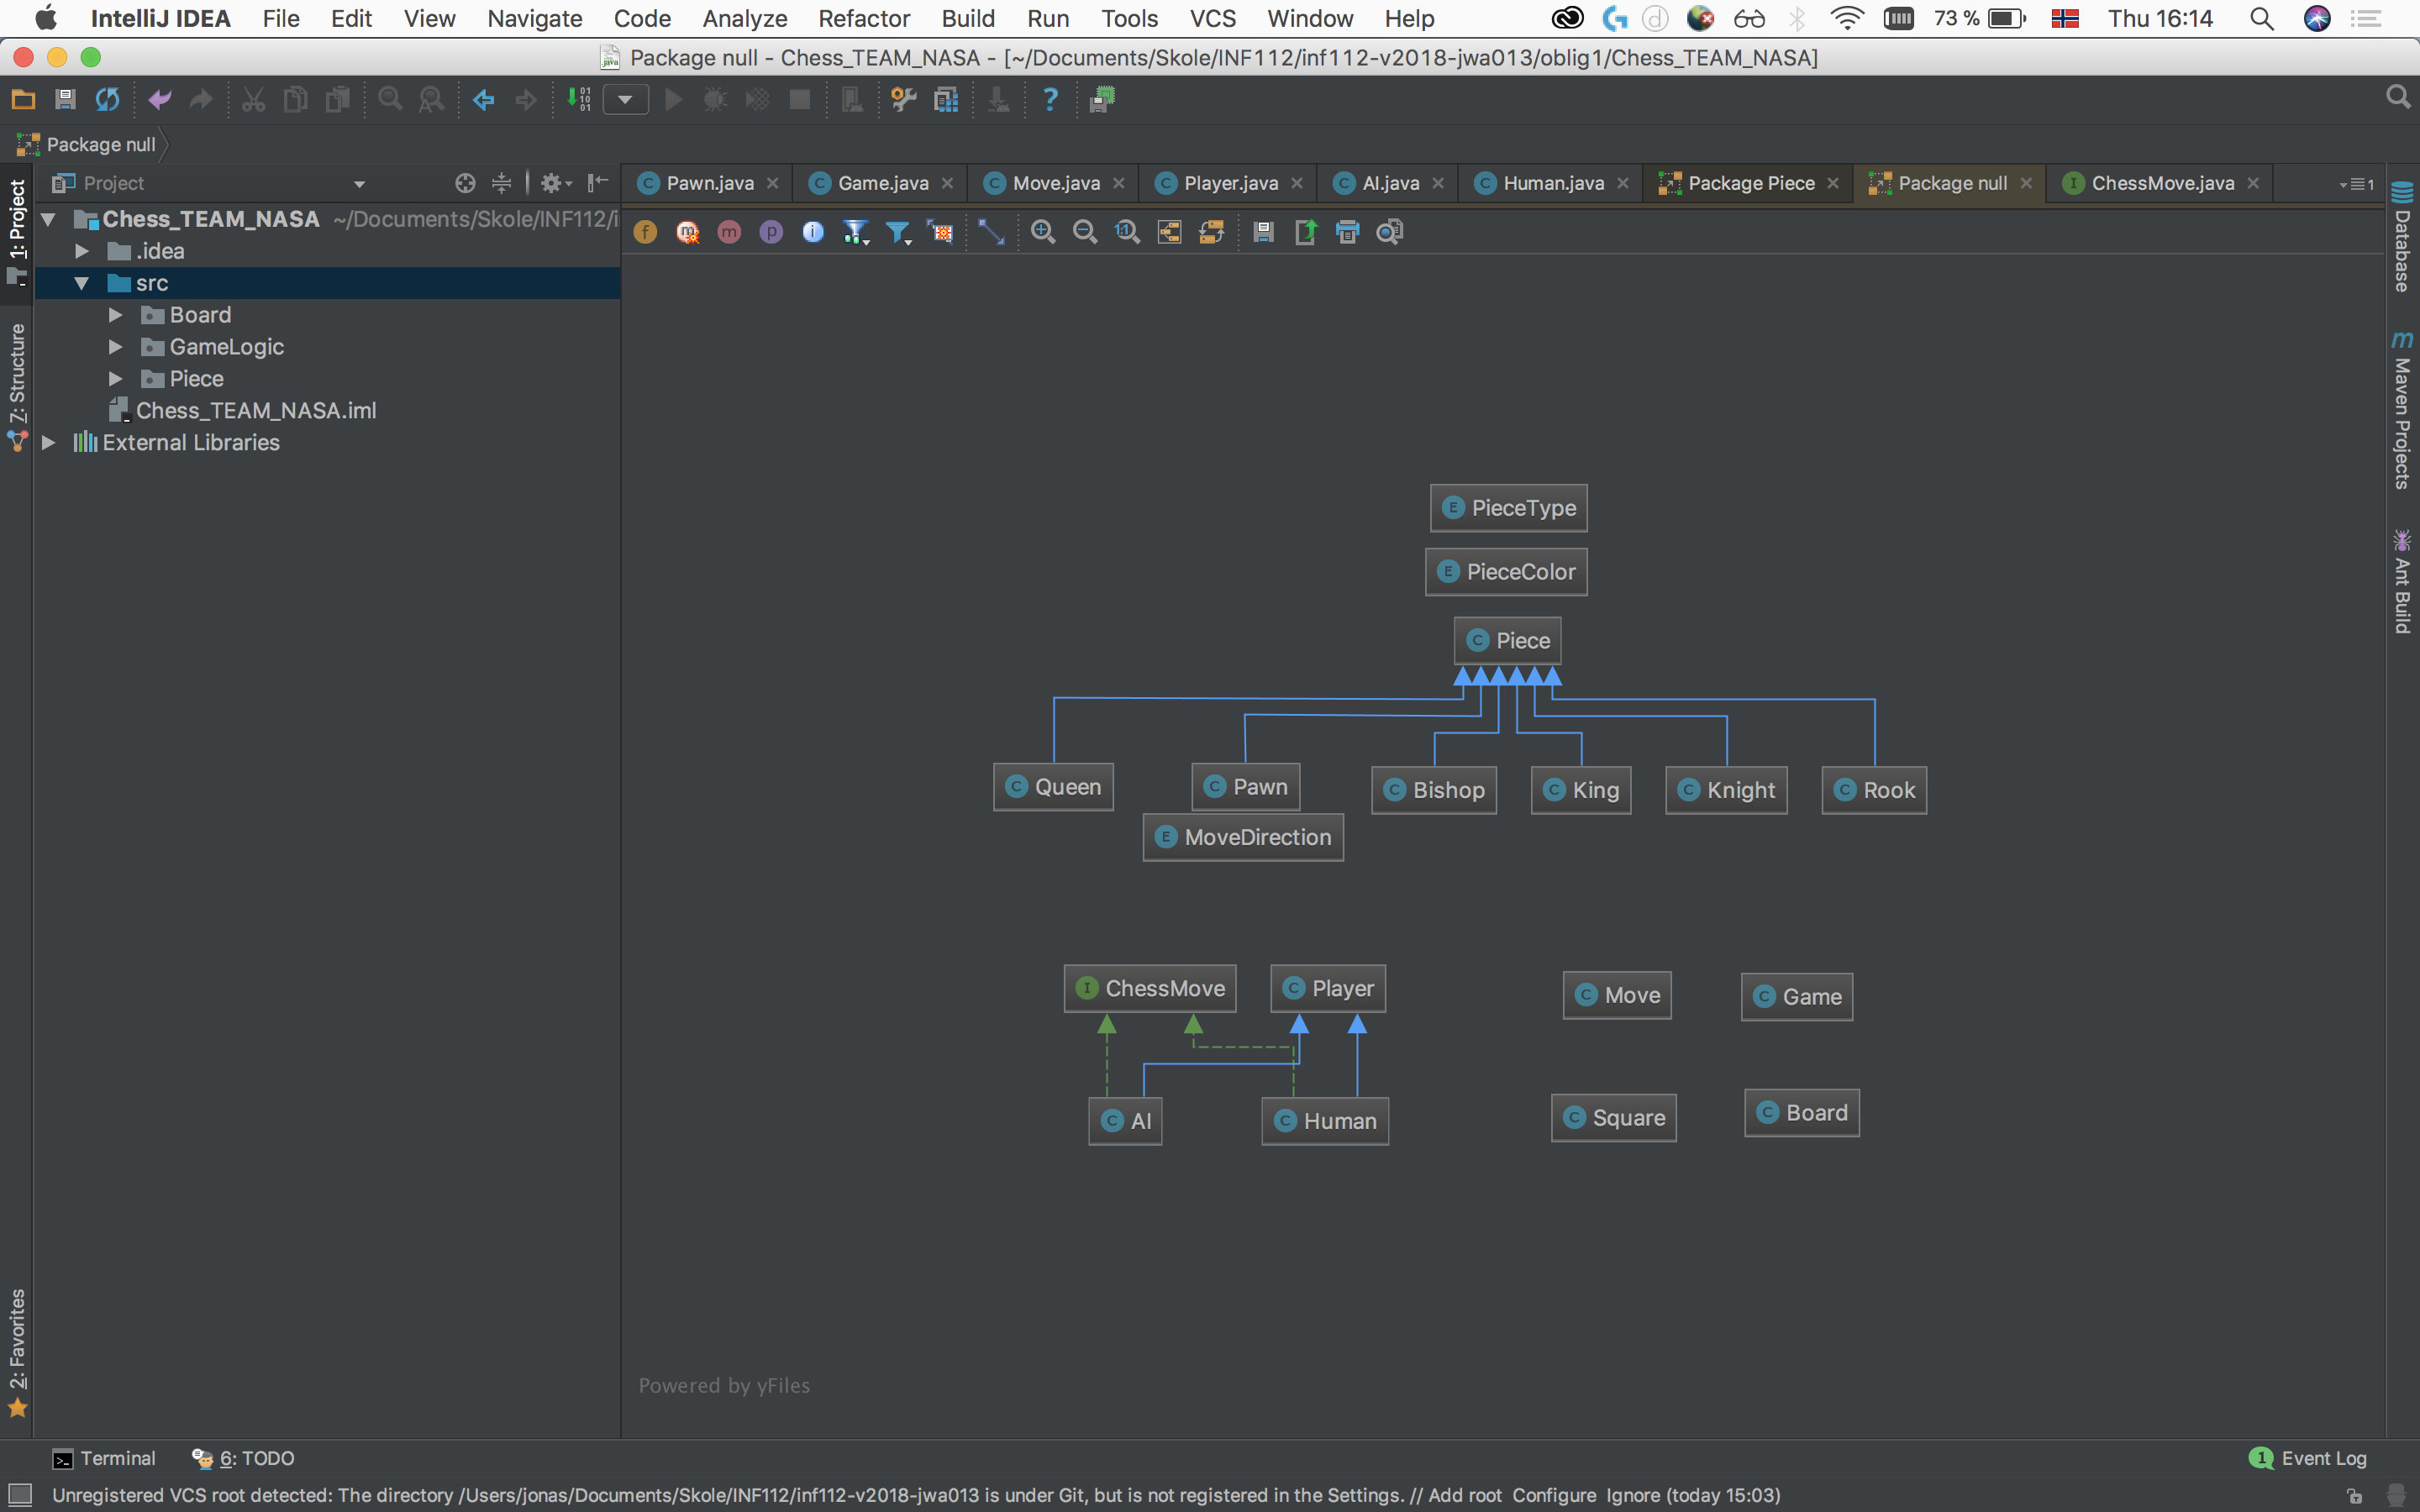 IntelliJ IDEA File Edit View Navigate Code Analyze Refactor Build Run Tools VCS Window Help 73 % Thu 16:14
Package null - Chess_TEAM_NASA - [~/Documents/Skole/INF112/inf112-v2018-jwa013/oblig1/Chess_TEAM_NASA]
Package null
1: Project
Z: Structure
2: Favorites
Project
Chess_TEAM_NASA ~/Documents/Skole/INF112/i
.idea
src
Board
GameLogic
Piece
Chess_TEAM_NASA.iml
External Libraries
Pawn.java Game.java Move.java Player.java AI.java Human.java Package Piece Package null ChessMove.java
PieceType
PieceColor
Piece
Queen Pawn Bishop King Knight Rook
MoveDirection
ChessMove Player Move Game
AI Human Square Board
Powered by yFiles
Database
Maven Projects
Ant Build
Terminal 6: TODO 1 Event Log
Unregistered VCS root detected: The directory /Users/jonas/Documents/Skole/INF112/inf112-v2018-jwa013 is under Git, but is not registered in the Settings. // Add root Configure Ignore (today 15:03)